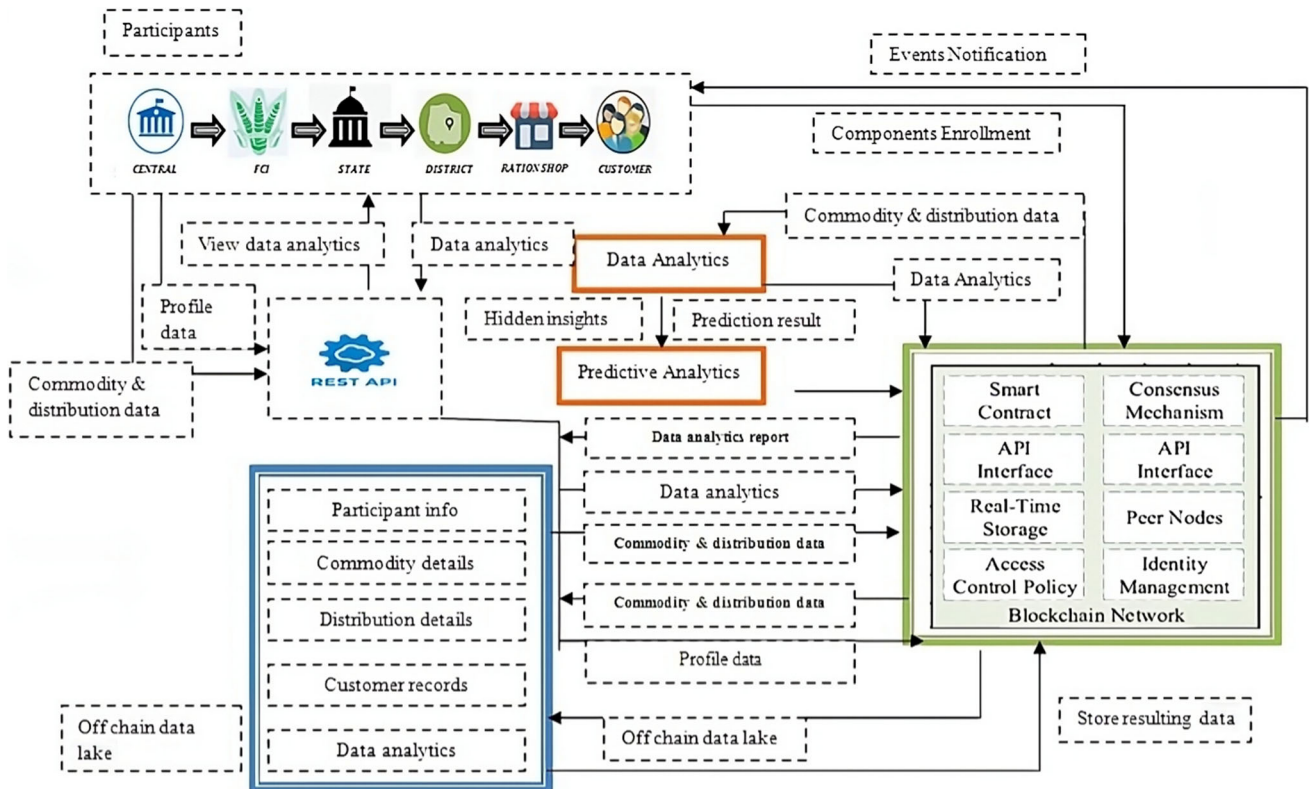 Participants
Events Notification
Components Enrollment
CENTRAL
FCI
STATE
DISTRICT
RATION SHOP
CUSTOMER
View data analytics
Data analytics
Commodity & distribution data
Data Analytics
Data Analytics
Profile
data
Hidden insights
Prediction result
REST API
Predictive Analytics
Commodity &
distribution data
Data analytics report
Data analytics
Commodity & distribution data
Commodity & distribution data
Profile data
Smart
Contract
Consensus
Mechanism
API
Interface
API
Interface
Real-Time
Storage
Peer Nodes
Access
Control Policy
Identity
Management
Blockchain Network
Participant info
Commodity details
Distribution details
Customer records
Data analytics
Off chain data
lake
Off chain data lake
Store resulting data